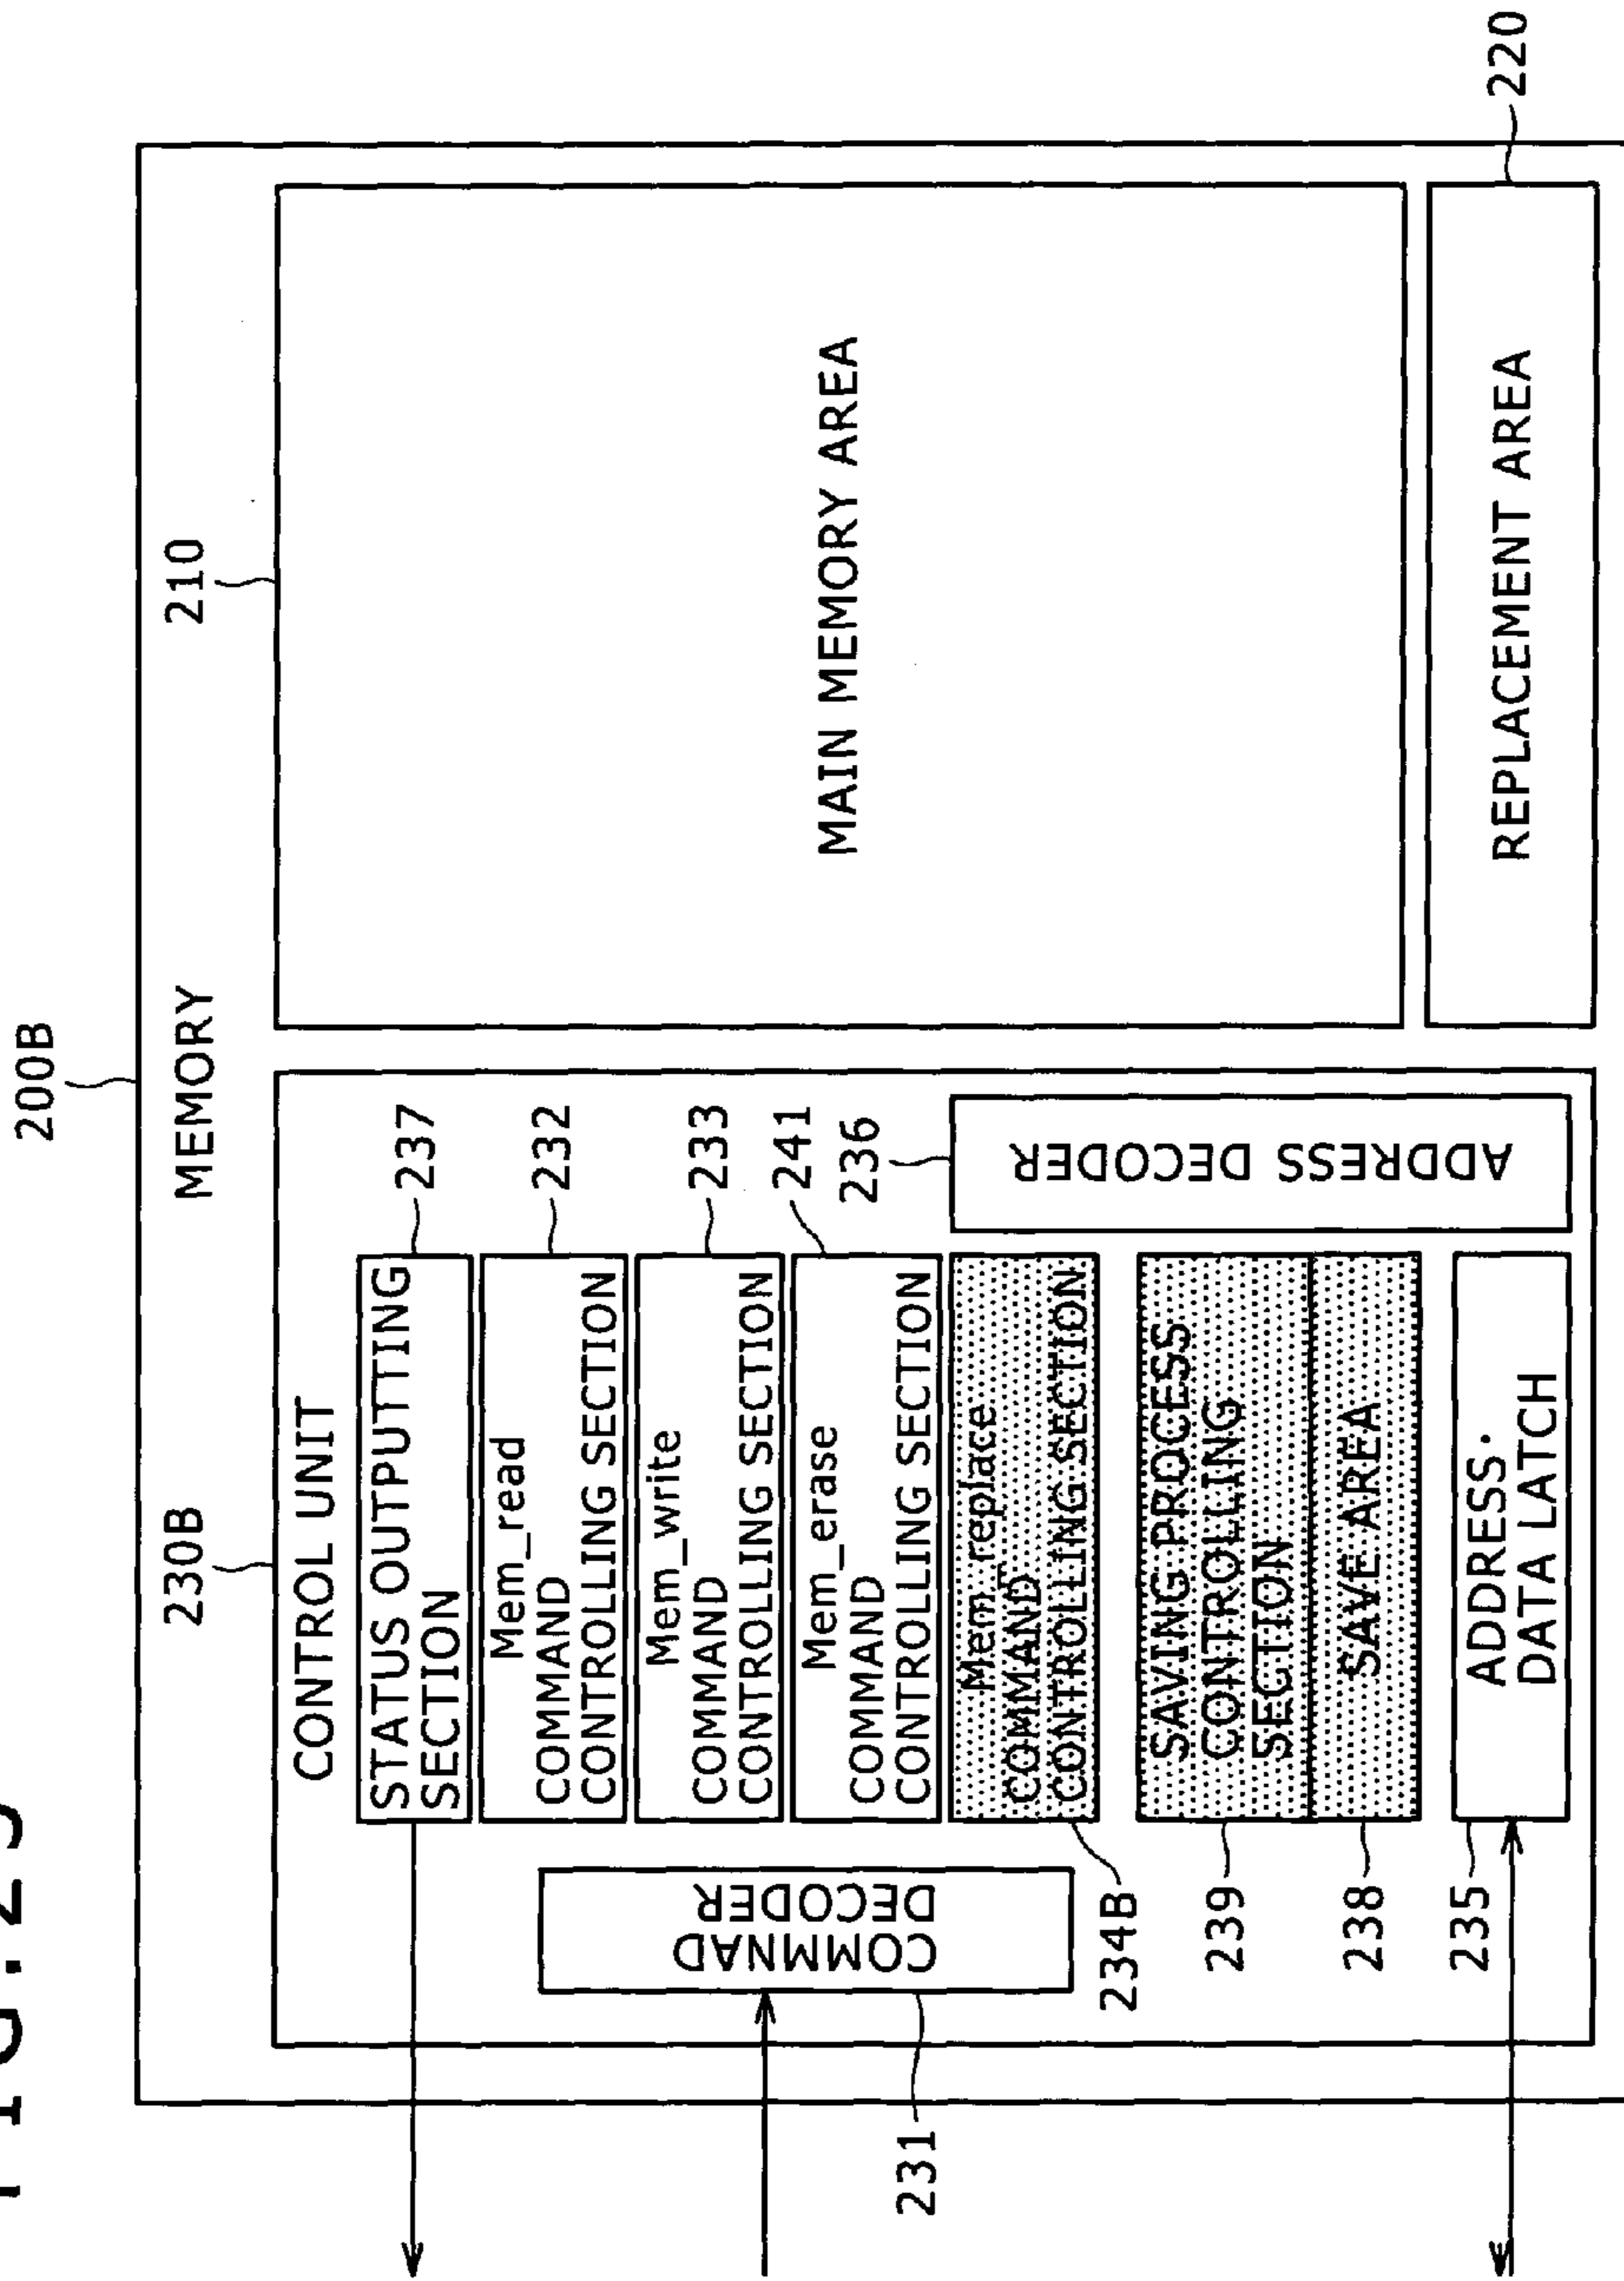 200B
MEMORY
230B
210
CONTROL UNIT
STATUS OUTPUTTING
SECTION
237
Mem_read
COMMAND
CONTROLLING SECTION
232
Mem_write
COMMAND
CONTROLLING SECTION
233
Mem_erase
COMMAND
CONTROLLING SECTION
241
236
Mem_replace
COMMAND
CONTROLLING SECTION
234B
COMNAD
DECODER
231
ADDRESS DECODER
SAVING PROCESS
CONTROLLING
SECTION
239
SAVE AREA
238
ADDRESS·
DATA LATCH
235
MAIN MEMORY AREA
REPLACEMENT AREA
220